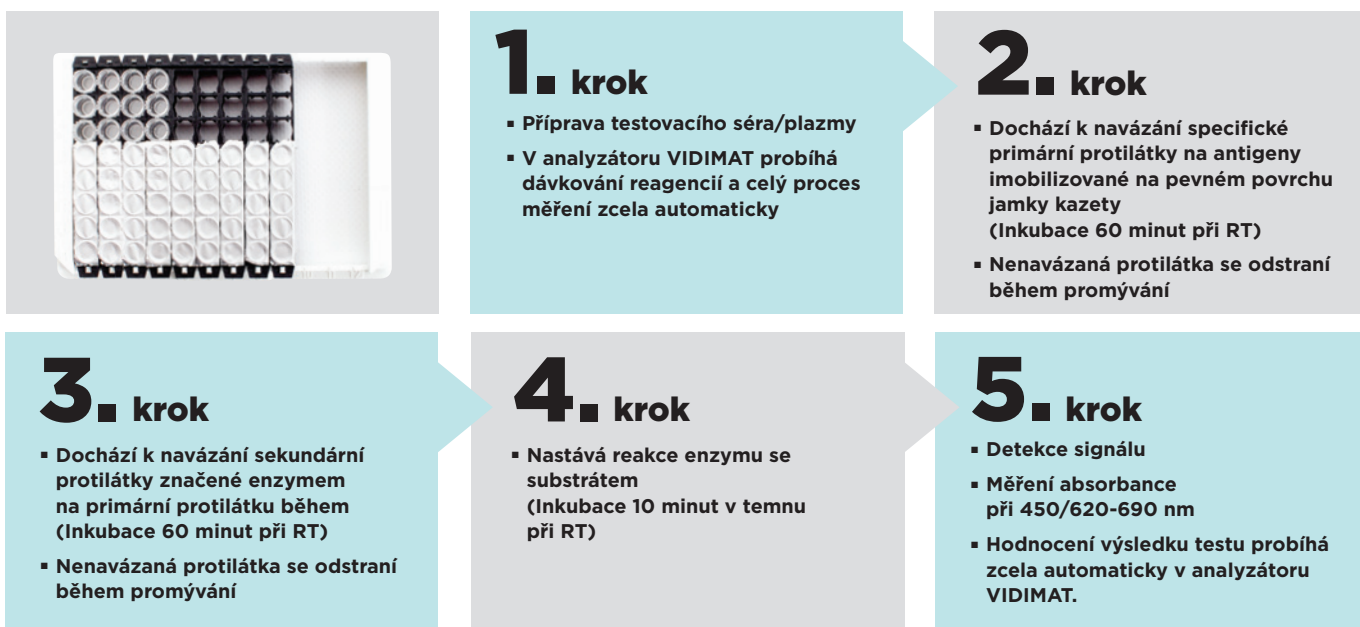 1. krok
▪ Příprava testovacího séra/plazmy
▪ V analyzátoru VIDIMAT probíhá
dávkování reagencií a celý proces
měření zcela automaticky
2. krok
▪ Dochází k navázání specifické
primární protilátky na antigeny
imobilizované na pevném povrchu
jamky kazety
(Inkubace 60 minut při RT)
▪ Nenavázaná protilátka se odstraní
během promývání
3. krok
▪ Dochází k navázání sekundární
protilátky značené enzymem
na primární protilátku během
(Inkubace 60 minut při RT)
▪ Nenavázaná protilátka se odstraní
během promývání
4. krok
▪ Nastává reakce enzymu se
substrátem
(Inkubace 10 minut v temnu
při RT)
5. krok
▪ Detekce signálu
▪ Měření absorbance
při 450/620-690 nm
▪ Hodnocení výsledku testu probíhá
zcela automaticky v analyzátoru
VIDIMAT.